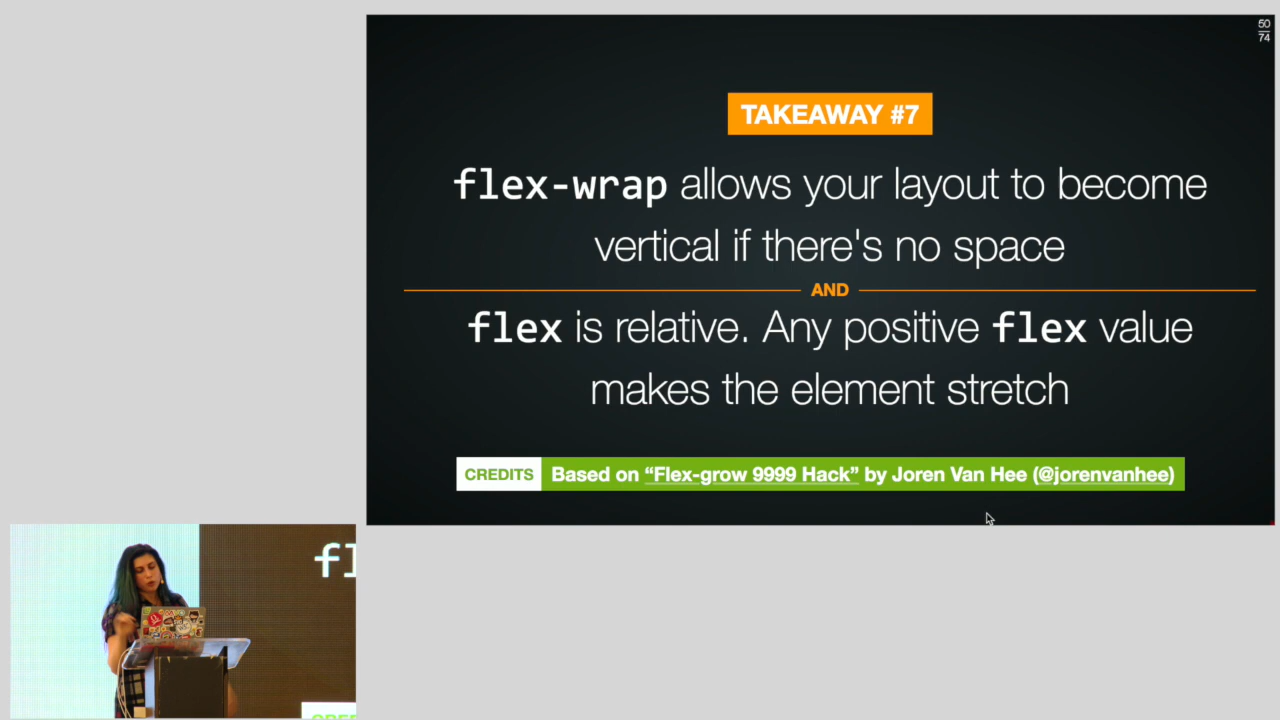 50
74
TAKEAWAY #7
flex-wrap allows your layout to become
vertical if there's no space
AND
flex is relative. Any positive flex value
makes the element stretch
CREDITS Based on “Flex-grow 9999 Hack” by Joren Van Hee (@jorenvanhee)
fl